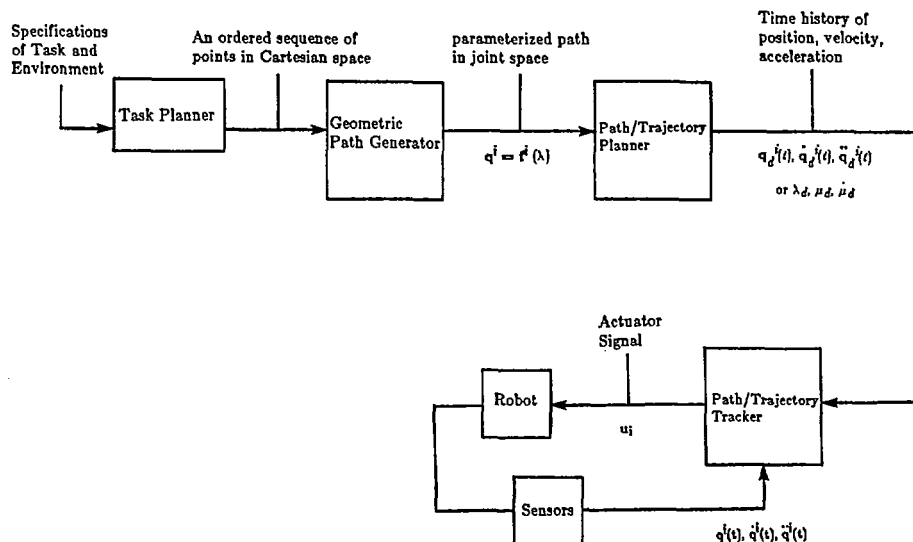 Specifications
of Task and
Environment
Task Planner
An ordered sequence of
points in Cartesian space
Geometric
Path Generator
parameterized path
in joint space
qⁱ = fⁱ (λ)
Path/Trajectory
Planner
Time history of
position, velocity,
acceleration
q_dⁱ(t), q̇_dⁱ(t), q̈_dⁱ(t)
or λ_d, μ_d, μ̇_d
Actuator
Signal
Robot
uᵢ
Path/Trajectory
Tracker
Sensors
qⁱ(t), q̇ⁱ(t), q̈ⁱ(t)